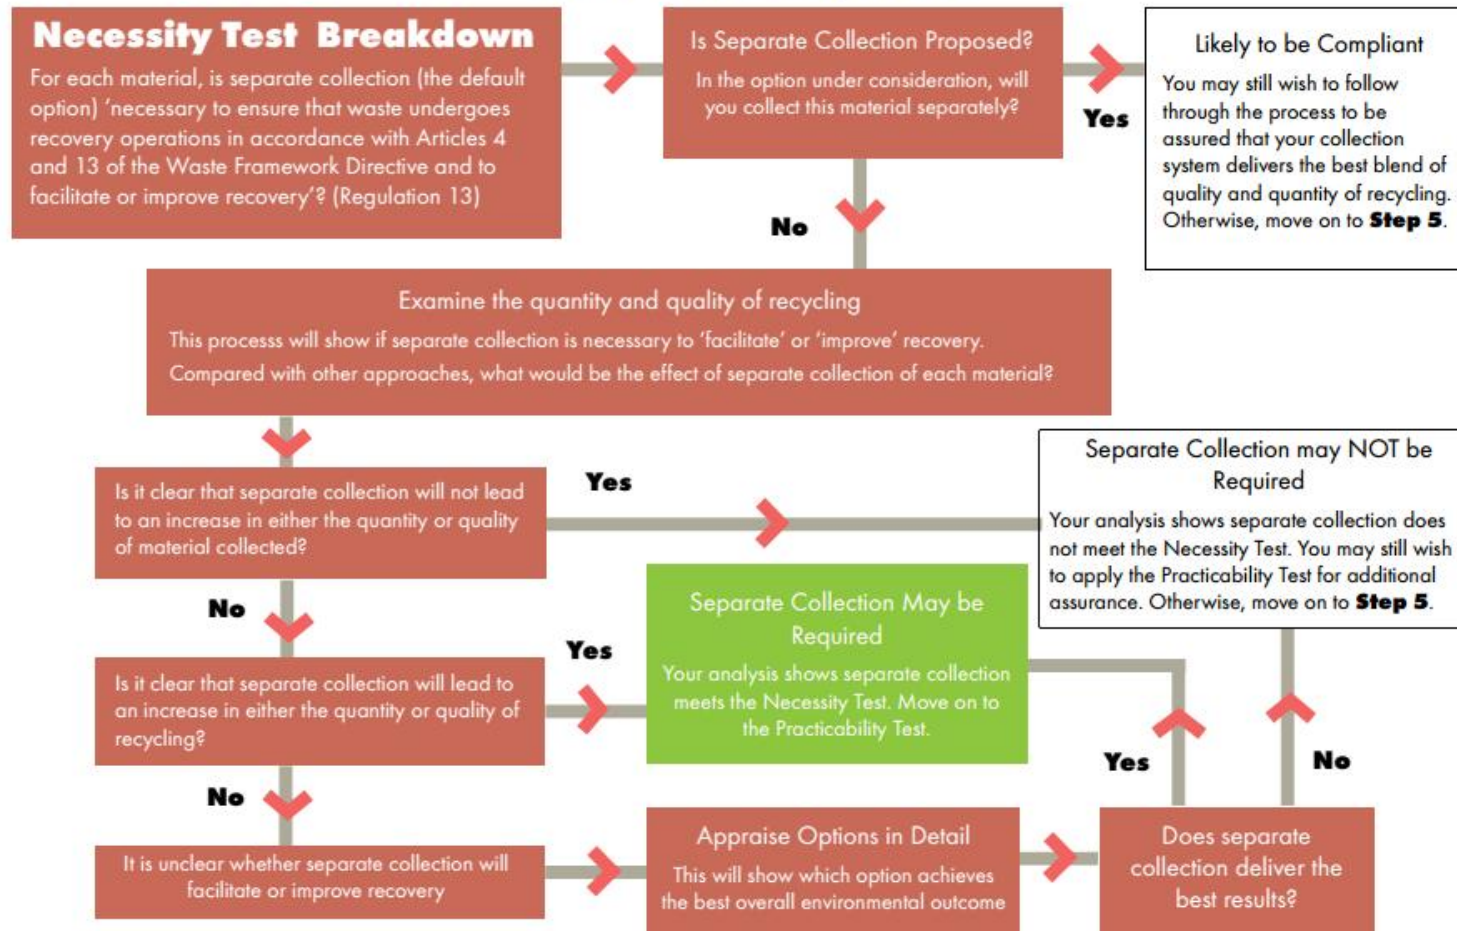 Necessity Test Breakdown
For each material, is separate collection (the default
option) ‘necessary to ensure that waste undergoes
recovery operations in accordance with Articles 4
and 13 of the Waste Framework Directive and to
facilitate or improve recovery’? (Regulation 13)
Is Separate Collection Proposed?
In the option under consideration, will
you collect this material separately?
Yes
Likely to be Compliant
You may still wish to follow
through the process to be
assured that your collection
system delivers the best blend of
quality and quantity of recycling.
Otherwise, move on to Step 5.
No
Examine the quantity and quality of recycling
This processs will show if separate collection is necessary to ‘facilitate’ or ‘improve’ recovery.
Compared with other approaches, what would be the effect of separate collection of each material?
Is it clear that separate collection will not lead
to an increase in either the quantity or quality
of material collected?
Yes
Separate Collection may NOT be
Required
Your analysis shows separate collection does
not meet the Necessity Test. You may still wish
to apply the Practicability Test for additional
assurance. Otherwise, move on to Step 5.
No
Is it clear that separate collection will lead to
an increase in either the quantity or quality of
recycling?
Yes
Separate Collection May be
Required
Your analysis shows separate collection
meets the Necessity Test. Move on to
the Practicability Test.
No
It is unclear whether separate collection will
facilitate or improve recovery
Appraise Options in Detail
This will show which option achieves
the best overall environmental outcome
Does separate
collection deliver the
best results?
Yes
No